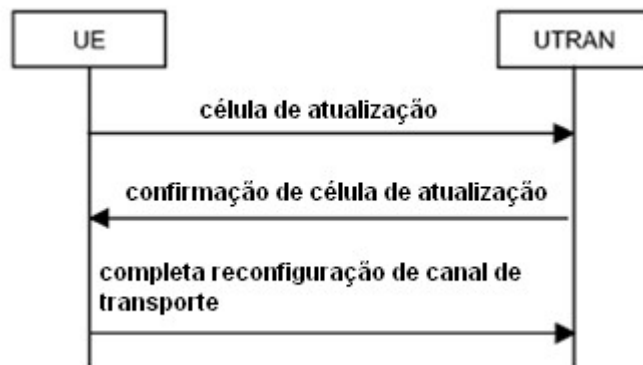 UE
UTRAN
célula de atualização
confirmação de célula de atualização
completa reconfiguração de canal de
transporte